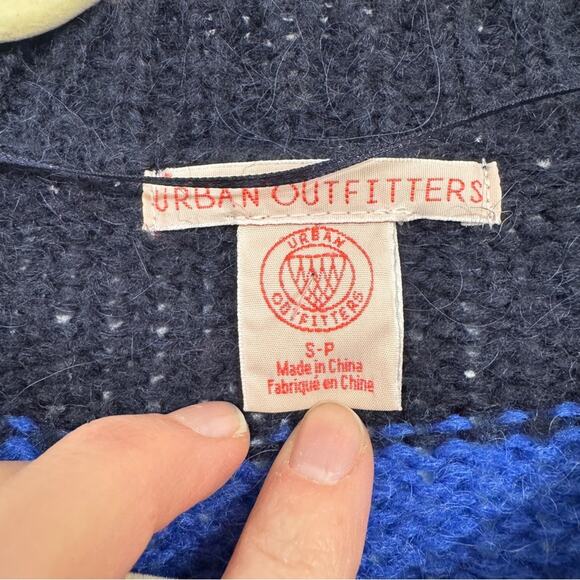 URBAN OUTFITTERS
URBAN
OUTFITTERS
S-P
Made in China
Fabriqué en Chine